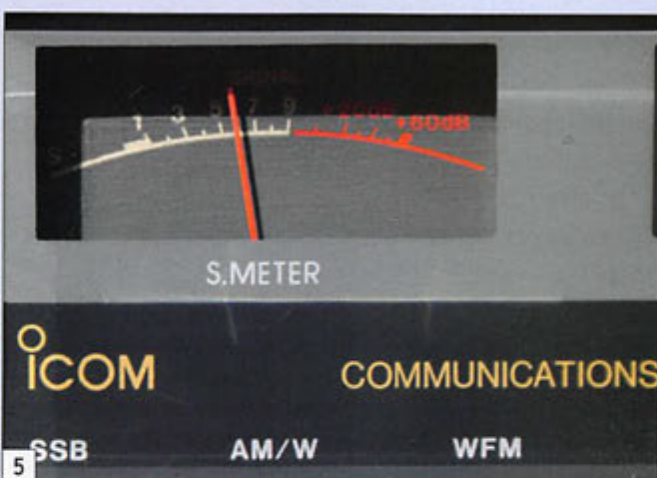 1 3 5 7 9 +20dB +60dB
S
S.METER
ICOM
COMMUNICATIONS
SSB AM/W WFM
5